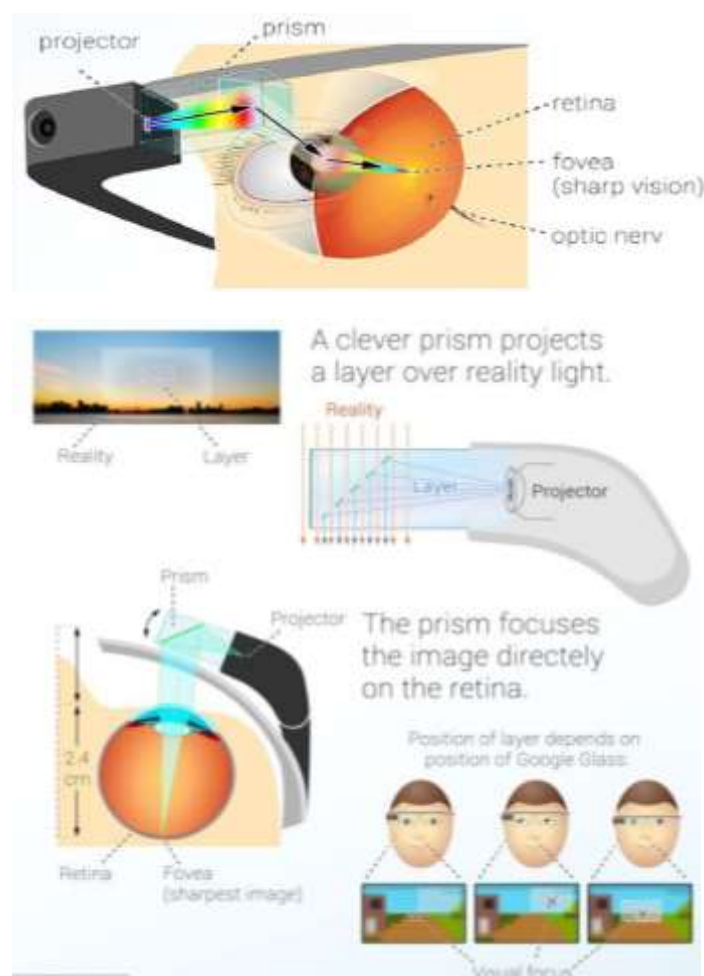 projector
prism
retina
fovea
(sharp vision)
optic nerv
A clever prism projects
a layer over reality light.
Reality
Layer
Reality
Layer
Projector
Prism
Projector
The prism focuses
the image directely
on the retina.
2.4
cm
Position of layer depends on
position of Google Glass.
Retina
Fovea
(sharpest image)
Visual focus